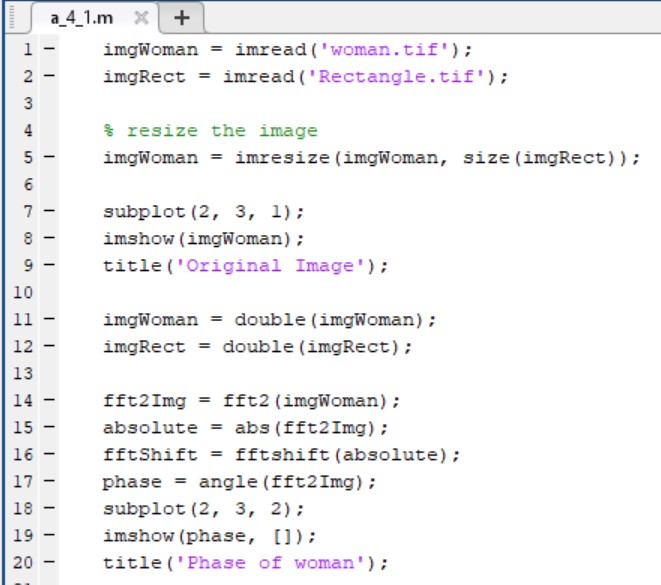 a_4_1.m × +
1 – imgWoman = imread('woman.tif');
2 – imgRect = imread('Rectangle.tif');
3
4 % resize the image
5 – imgWoman = imresize(imgWoman, size(imgRect));
6
7 – subplot(2, 3, 1);
8 – imshow(imgWoman);
9 – title('Original Image');
10
11 – imgWoman = double(imgWoman);
12 – imgRect = double(imgRect);
13
14 – fft2Img = fft2(imgWoman);
15 – absolute = abs(fft2Img);
16 – fftShift = fftshift(absolute);
17 – phase = angle(fft2Img);
18 – subplot(2, 3, 2);
19 – imshow(phase, []);
20 – title('Phase of woman');